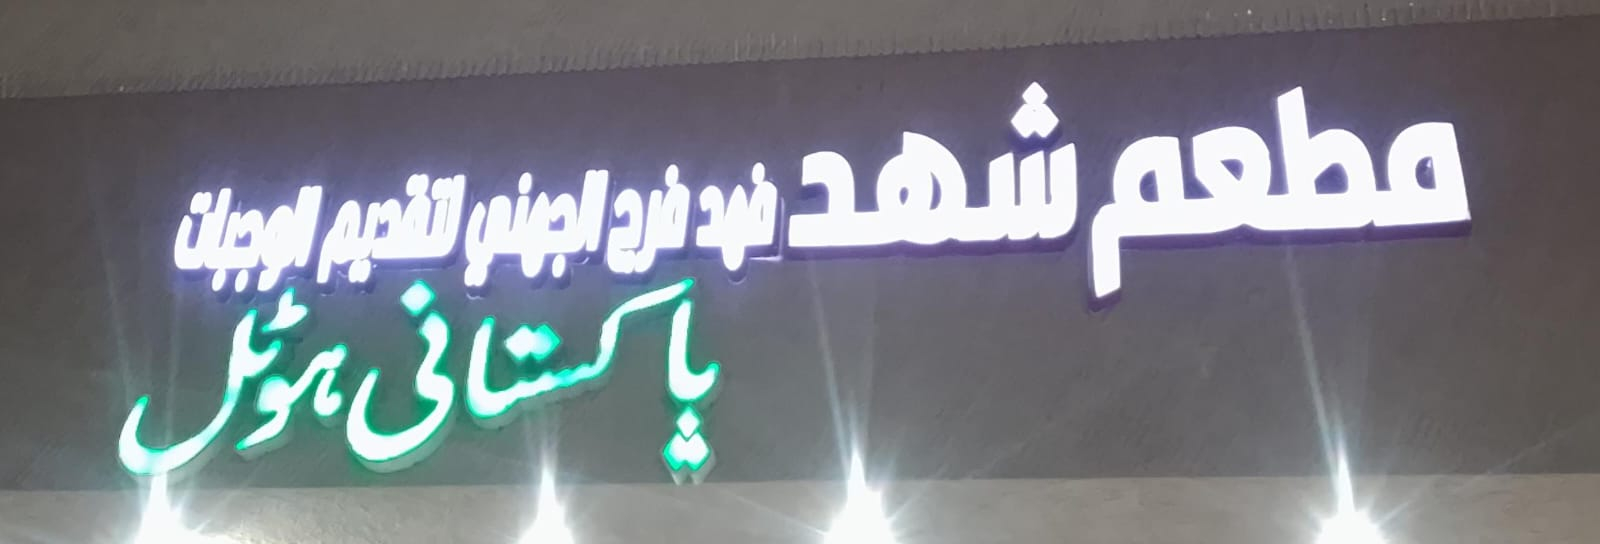 مطعم شهد فهد فرج الجهني لتقديم الوجبات
پاکستانی ہوٹل